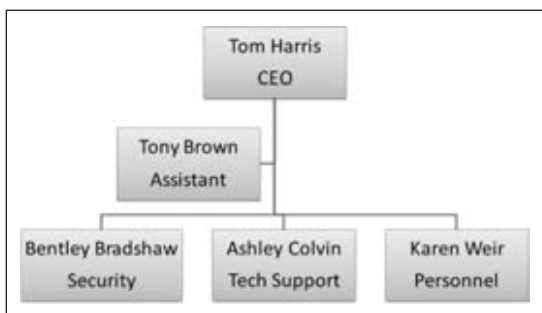 Tom Harris
CEO
Tony Brown
Assistant
Bentley Bradshaw
Security
Ashley Colvin
Tech Support
Karen Weir
Personnel